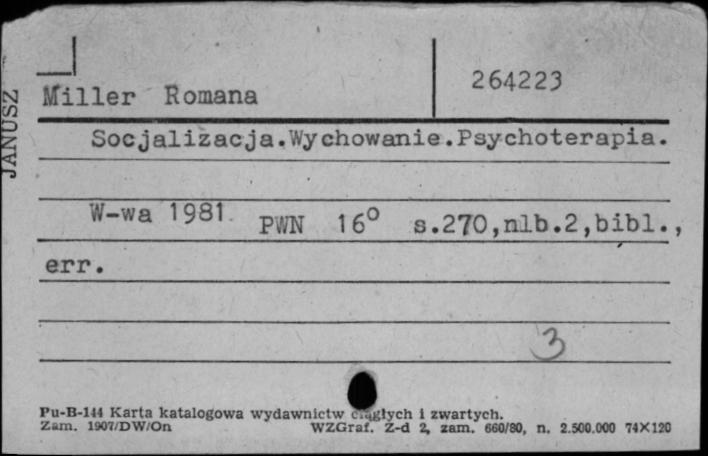 264223
Miller Romana
JANUSZ
Socjalizacja.Wychowanie.Psychoterapia.
W-wa 1981 PWN 16° s.270,nlb.2,bibl.,
err.
3
Pu-B-144 Karta katalogowa wydawnictw ciągłych i zwartych.
Zam. 1907/DW/On WZGraf. Z-d 2, zam. 660/80, n. 2.500.000 74X120